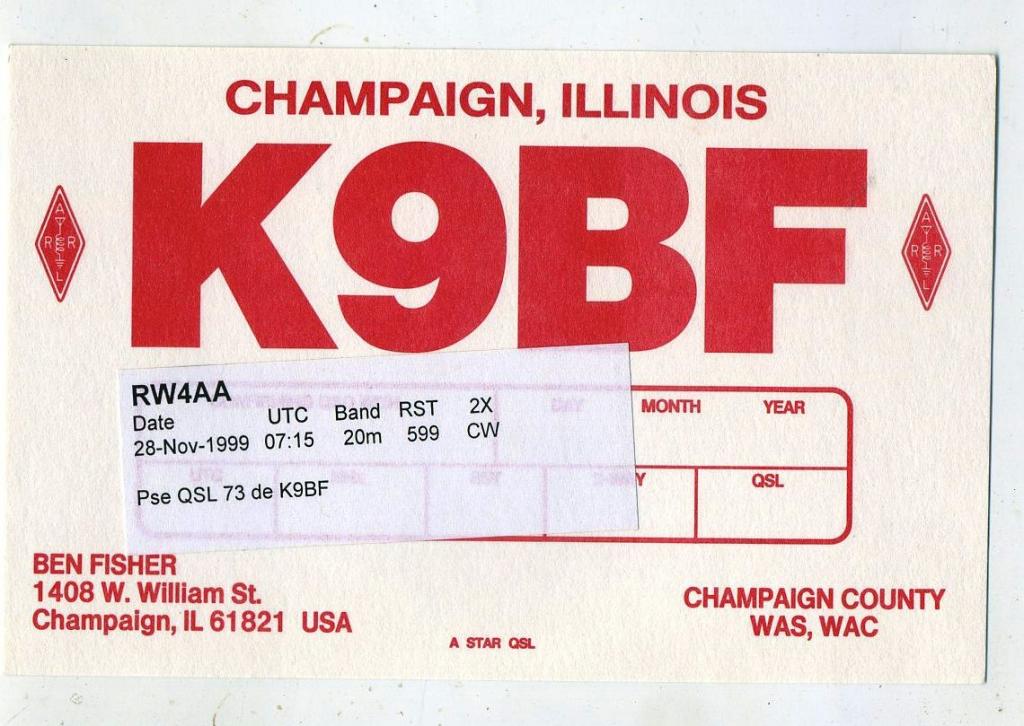 CHAMPAIGN, ILLINOIS
K9BF
A
R R
L
A
R R
L
RW4AA
Date UTC Band RST 2X
28-Nov-1999 07:15 20m 599 CW
Pse QSL 73 de K9BF
MONTH YEAR
Y QSL
BEN FISHER
1408 W. William St.
Champaign, IL 61821 USA
A STAR QSL
CHAMPAIGN COUNTY
WAS, WAC